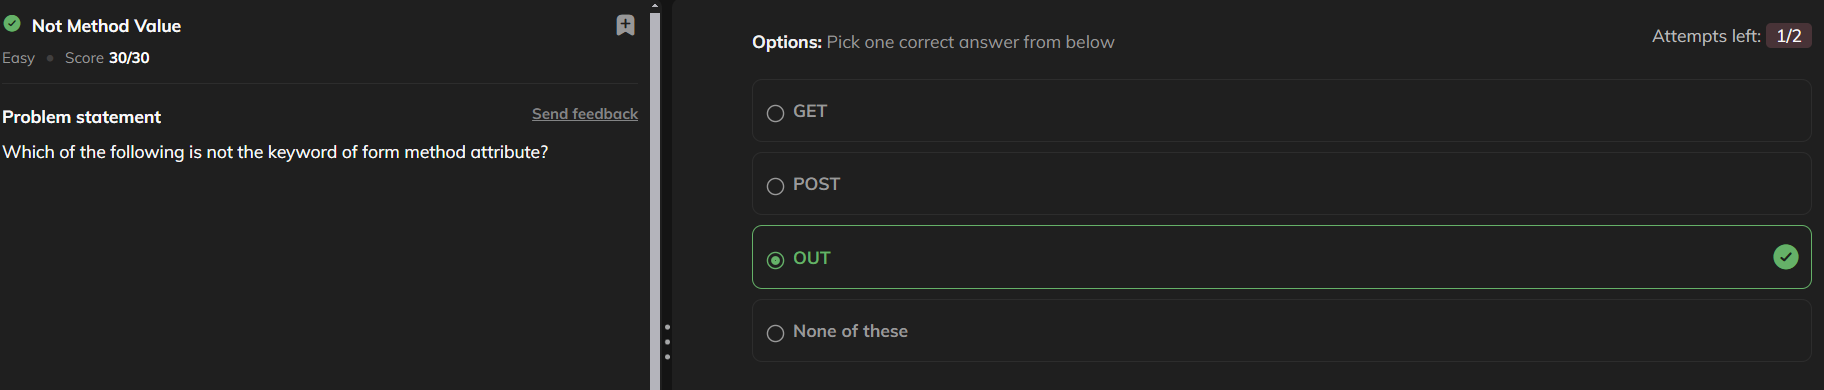 Not Method Value
Easy • Score 30/30
Problem statement
Send feedback
Which of the following is not the keyword of form method attribute?
Options: Pick one correct answer from below
Attempts left: 1/2
GET
POST
OUT
None of these